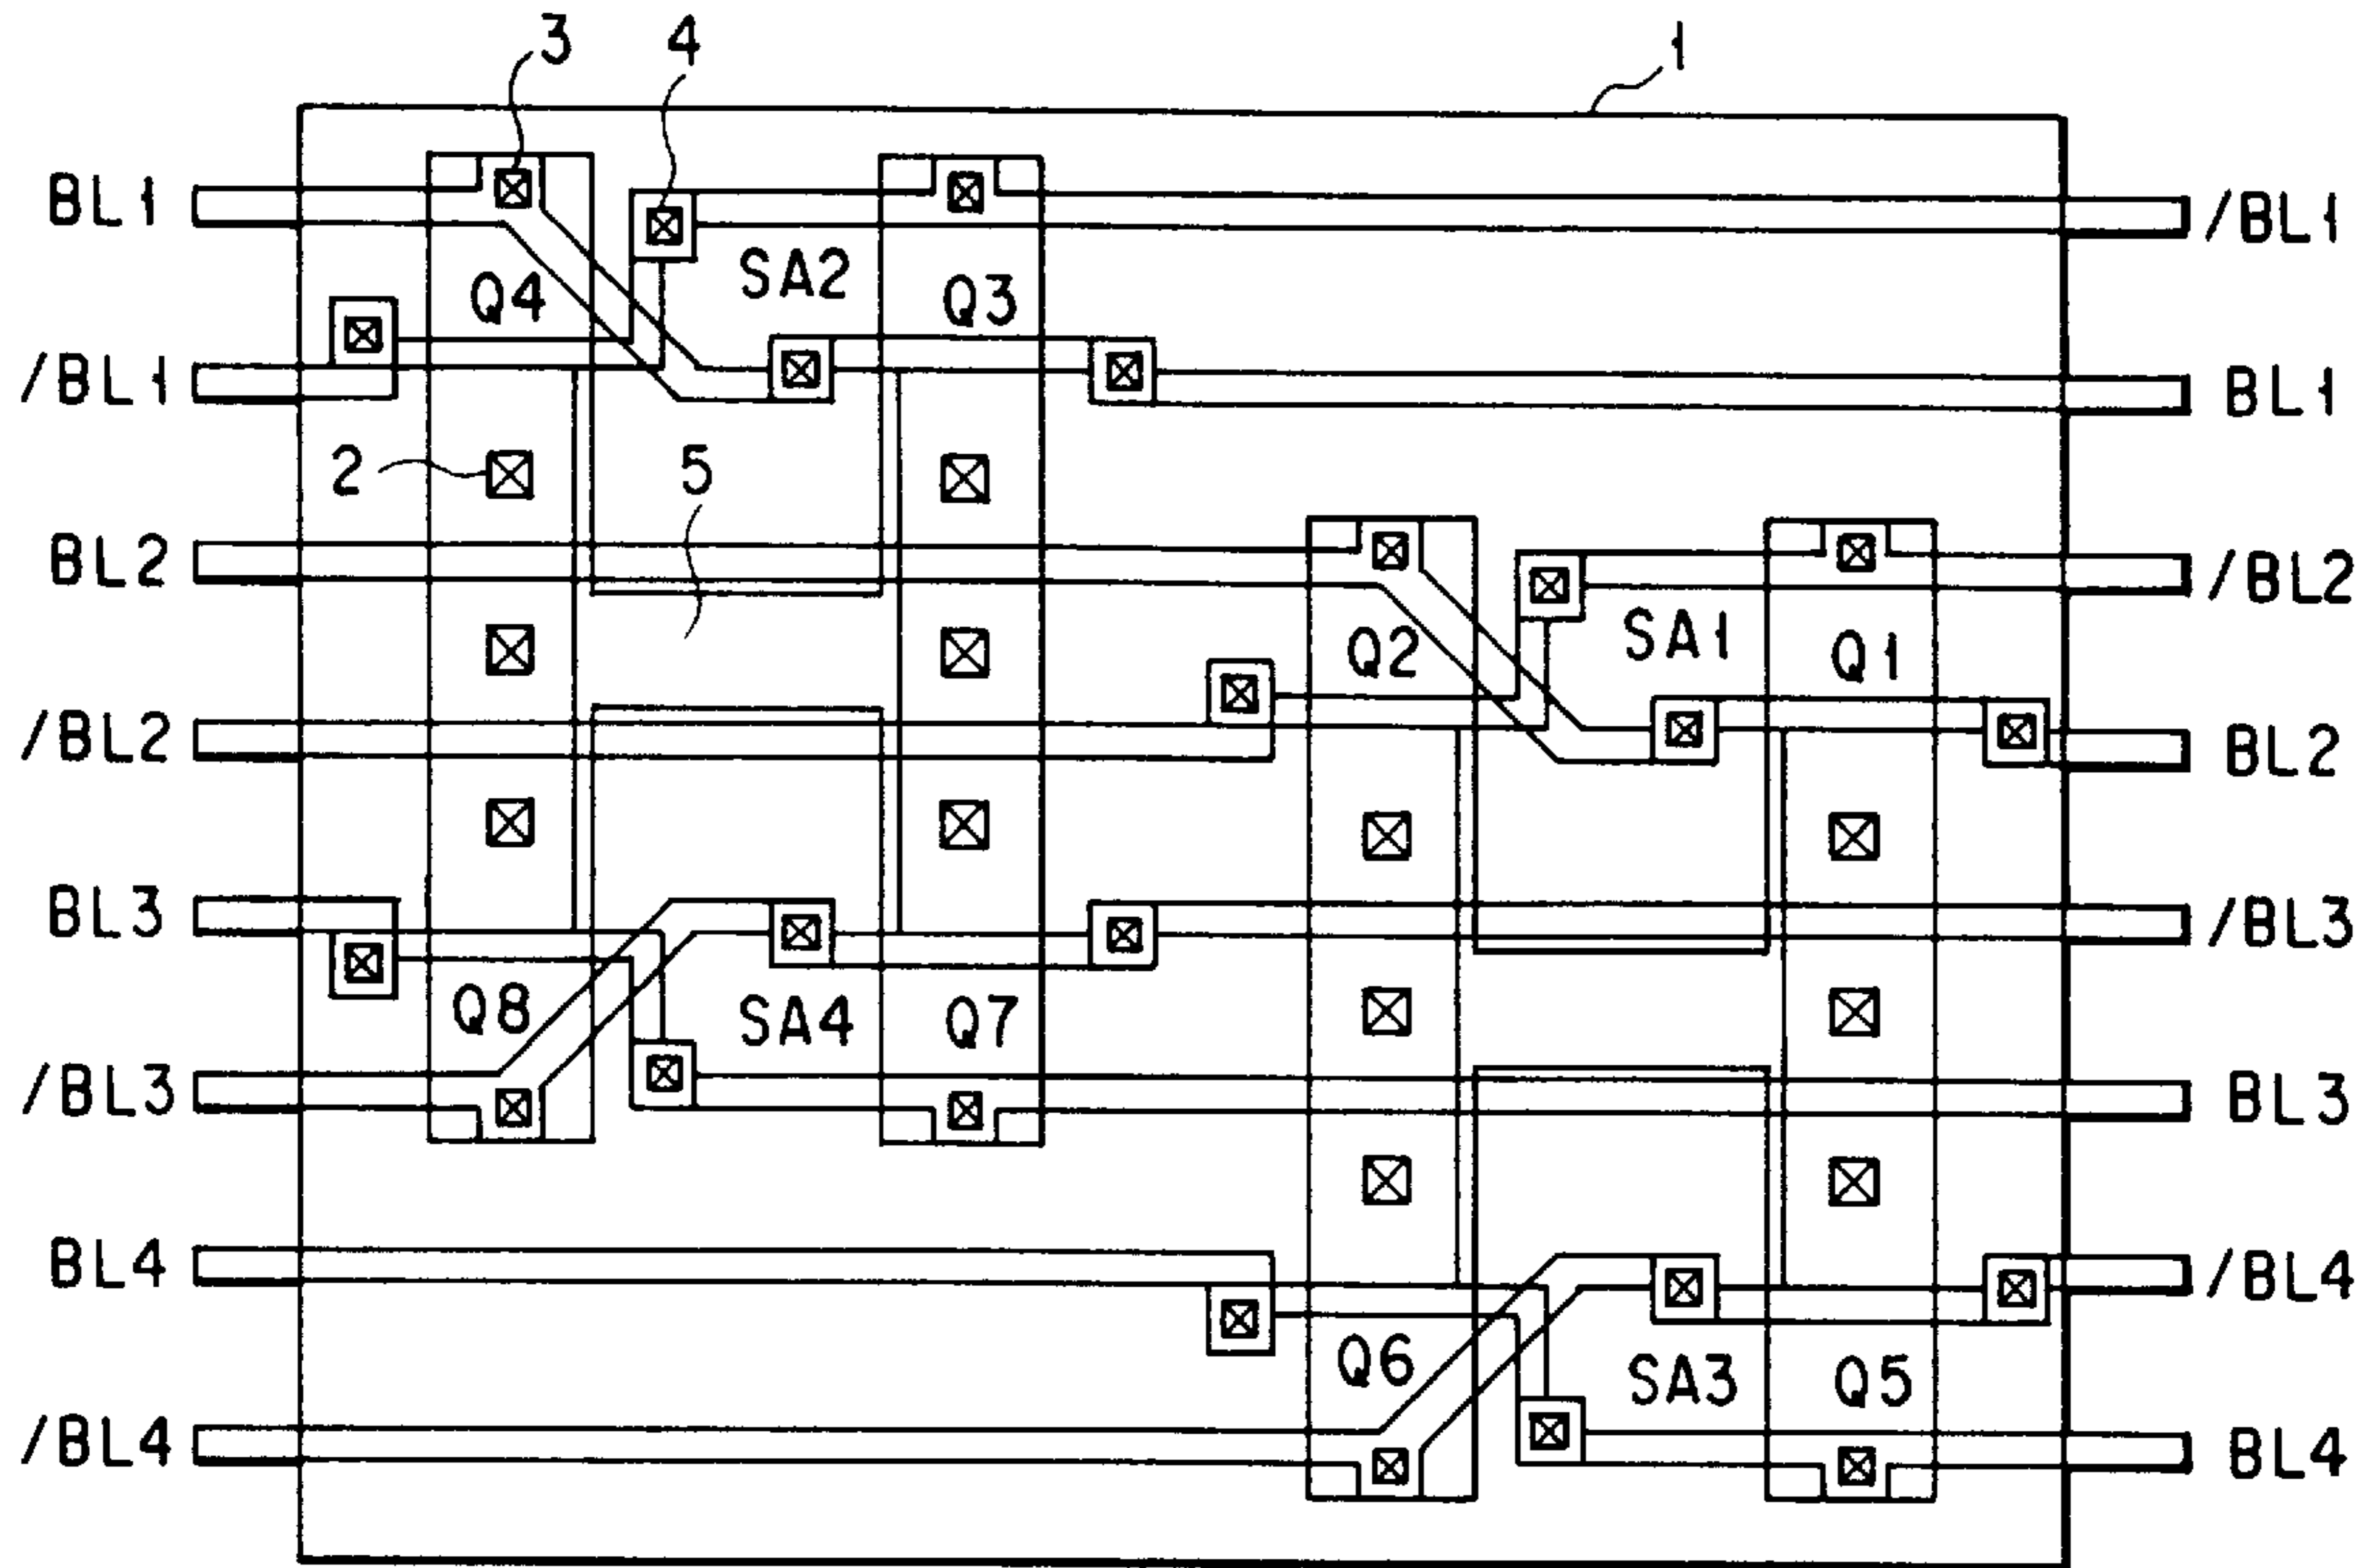 3 4 1
BL1 /BL1
Q4 SA2 Q3
/BL1 BL1
2 5
BL2 /BL2
Q2 SA1 Q1
/BL2 BL2
BL3 /BL3
Q8 SA4 Q7
/BL3 BL3
BL4 /BL4
Q6 SA3 Q5
/BL4 BL4